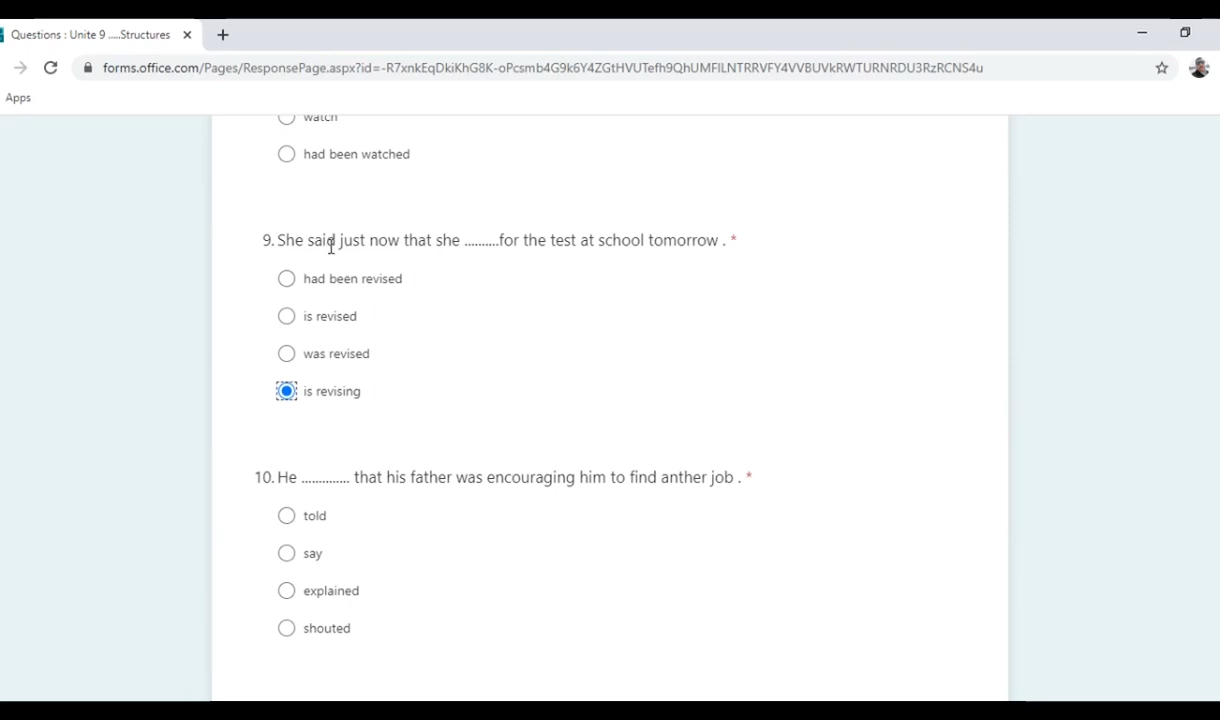 Questions : Unite 9 .....Structures
forms.office.com/Pages/ResponsePage.aspx?id=-R7xnkEqDkiKhG8K-oPcsmb4G9k6Y4ZGtHVUTefh9QhUMFlLNTRRVFY4VVBUVkRWTURNRDU3RzRCNS4u
Apps
watch
had been watched
9. She said just now that she ..........for the test at school tomorrow . *
had been revised
is revised
was revised
is revising
10. He .............. that his father was encouraging him to find anther job . *
told
say
explained
shouted